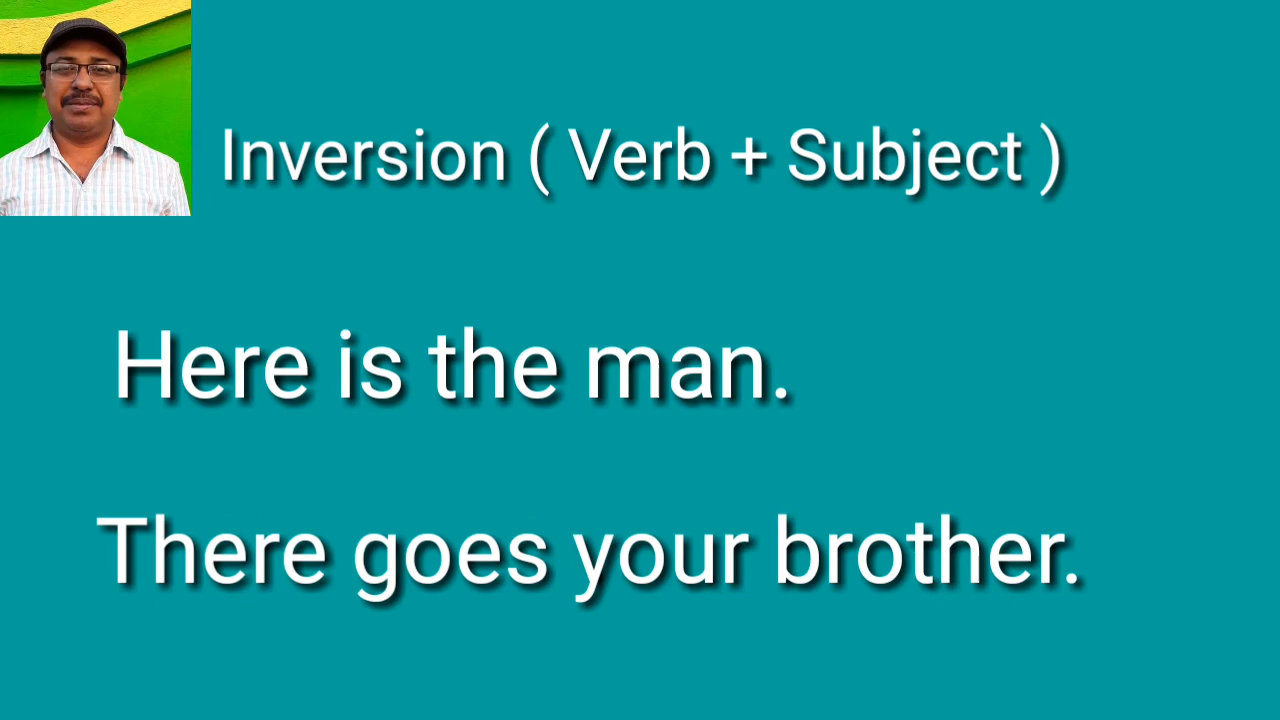 Inversion ( Verb + Subject )
Here is the man.
There goes your brother.